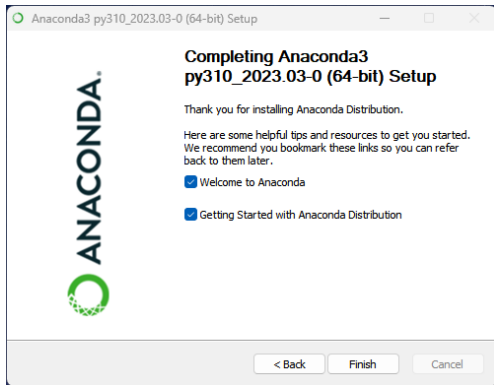 Anaconda3 py310_2023.03-0 (64-bit) Setup
Completing Anaconda3
py310_2023.03-0 (64-bit) Setup
Thank you for installing Anaconda Distribution.
Here are some helpful tips and resources to get you started.
We recommend you bookmark these links so you can refer
back to them later.
Welcome to Anaconda
Getting Started with Anaconda Distribution
ANACONDA.
< Back
Finish
Cancel